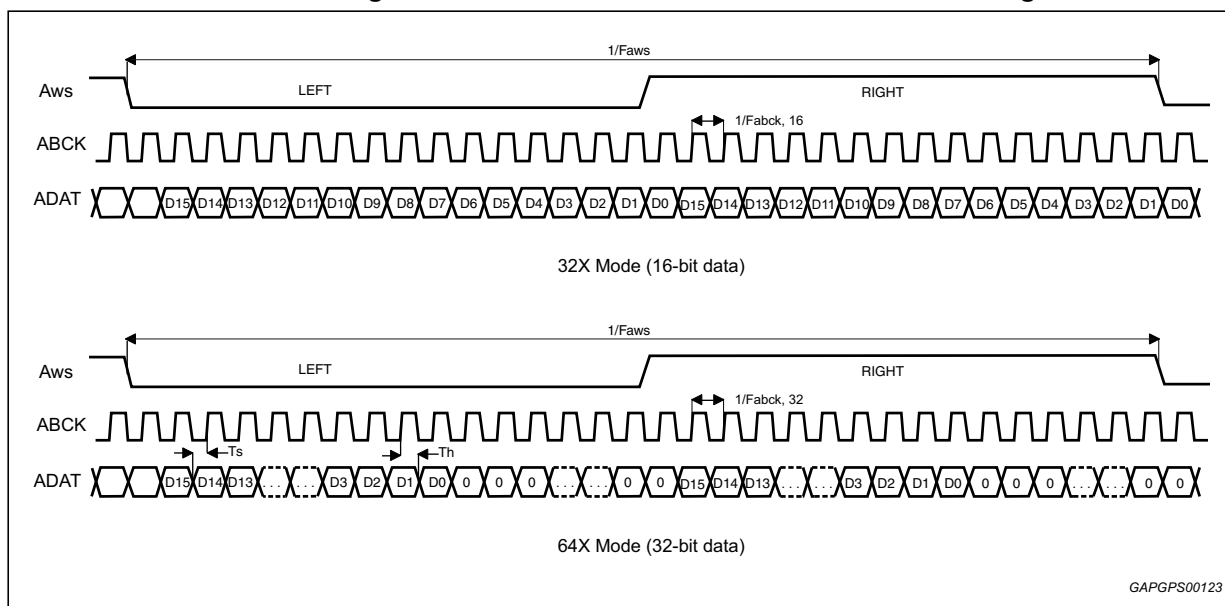 1/Faws
Aws LEFT RIGHT
1/Fabck, 16
ABCK
ADAT D15 D14 D13 D12 D11 D10 D9 D8 D7 D6 D5 D4 D3 D2 D1 D0 D15 D14 D13 D12 D11 D10 D9 D8 D7 D6 D5 D4 D3 D2 D1 D0
32X Mode (16-bit data)
1/Faws
Aws LEFT RIGHT
1/Fabck, 32
ABCK
Ts Th
ADAT D15 D14 D13 ... ... D3 D2 D1 D0 0 0 0 ... ... 0 0 D15 D14 D13 ... ... D3 D2 D1 D0 0 0 0 ... ... 0 0
64X Mode (32-bit data)
GAPGPS00123